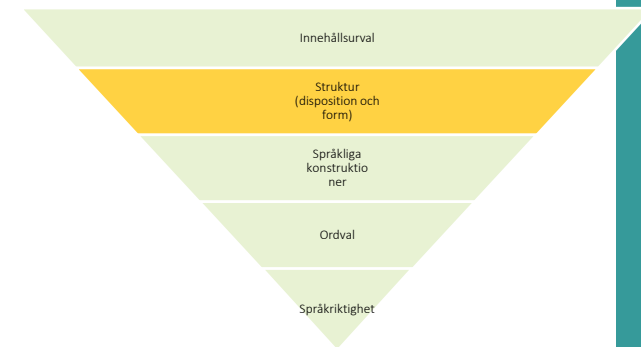 Innehållsurval
Struktur
(disposition och
form)
Språkliga
konstruktio
ner
Ordval
Språkriktighet